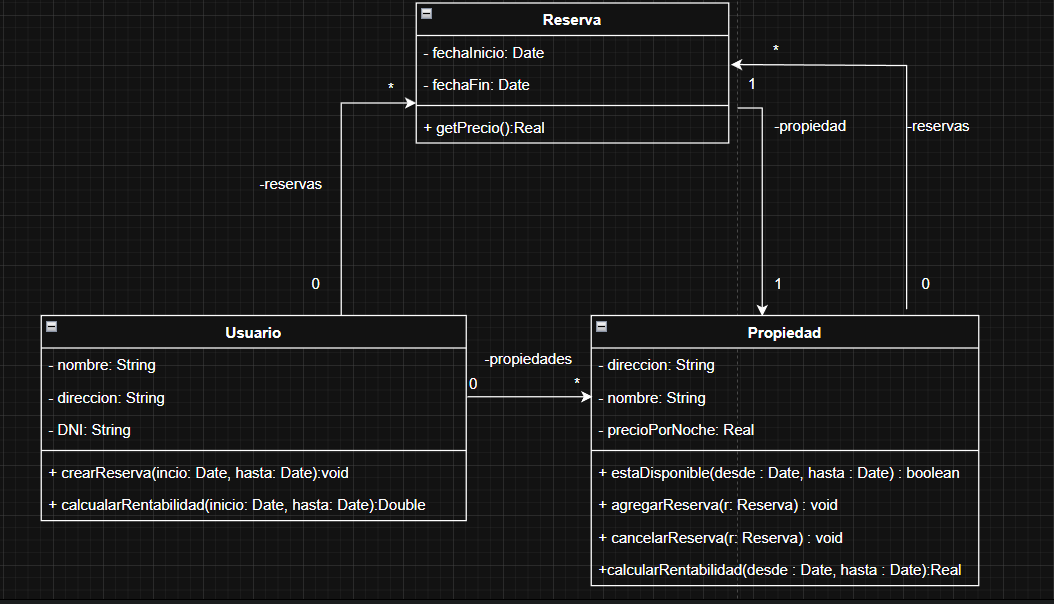 Reserva
- fechaInicio: Date
- fechaFin: Date
+ getPrecio():Real
*
-reservas
0
*
1
-propiedad
-reservas
1
0
Usuario
- nombre: String
- direccion: String
- DNI: String
+ crearReserva(incio: Date, hasta: Date):void
+ calcualarRentabilidad(inicio: Date, hasta: Date):Double
-propiedades
0
*
Propiedad
- direccion: String
- nombre: String
- precioPorNoche: Real
+ estaDisponible(desde : Date, hasta : Date) : boolean
+ agregarReserva(r: Reserva) : void
+ cancelarReserva(r: Reserva) : void
+calcularRentabilidad(desde : Date, hasta : Date):Real